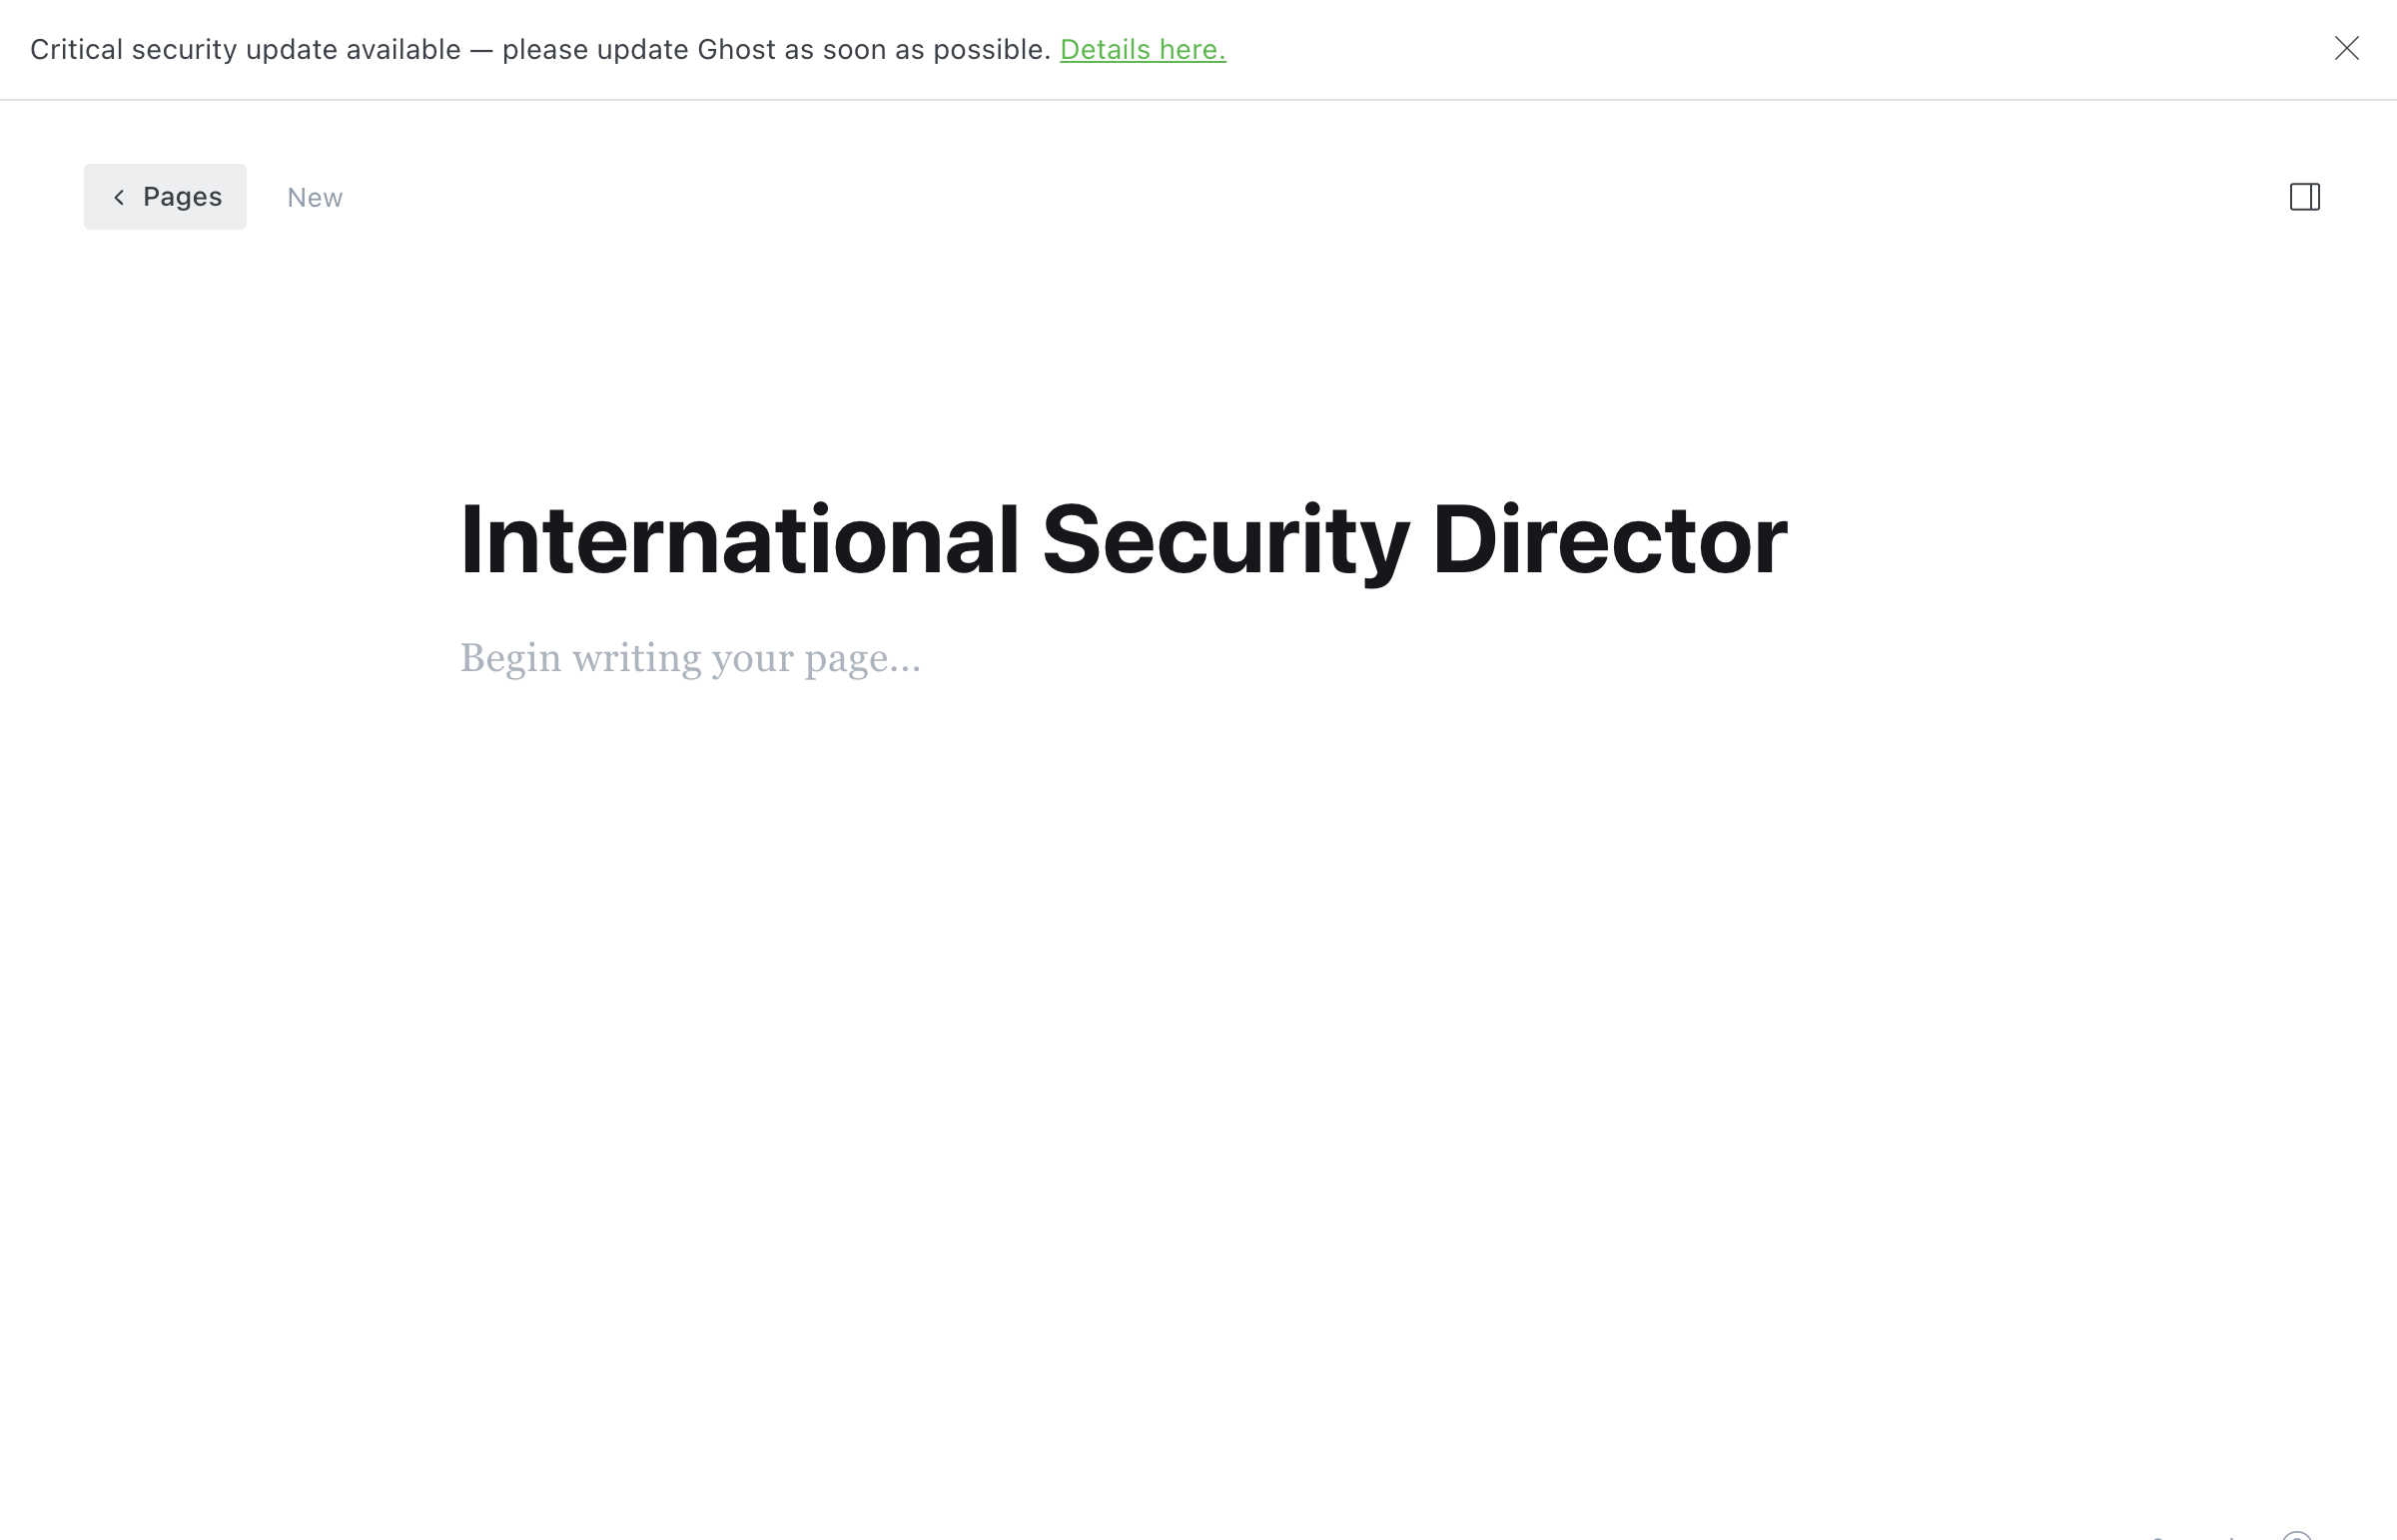 Critical security update available — please update Ghost as soon as possible. Details here.
Pages
New
International Security Director
Begin writing your page...